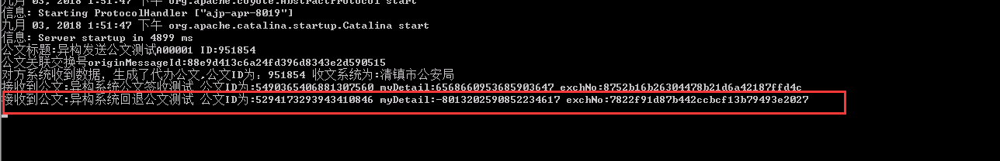 九月 03, 2018 1:51:47 下午 org.apache.coyote.AbstractProtocol start
信息: Starting ProtocolHandler ["ajp-apr-8019"]
九月 03, 2018 1:51:47 下午 org.apache.catalina.startup.Catalina start
信息: Server startup in 4899 ms
公文标题:异构发送公文测试A00001 ID:951854
公文关联交换号originMessageId:88e9d413c6a24fd396d8343e2d590515
对方系统收到数据，生成了代办公文,公文ID为：951854 收文系统为:清镇市公安局
接收到公文:异构系统公文签收测试 公文ID为:5490365406881307560 myDetail:6568660953685903647 exchNo:8752b16b26304478b21d6a42187ffd4c
接收到公文:异构系统回退公文测试 公文ID为:5294173293943410846 myDetail:-8013202590852234617 exchNo:7822f91d87b442ccbcf13b79493e2027